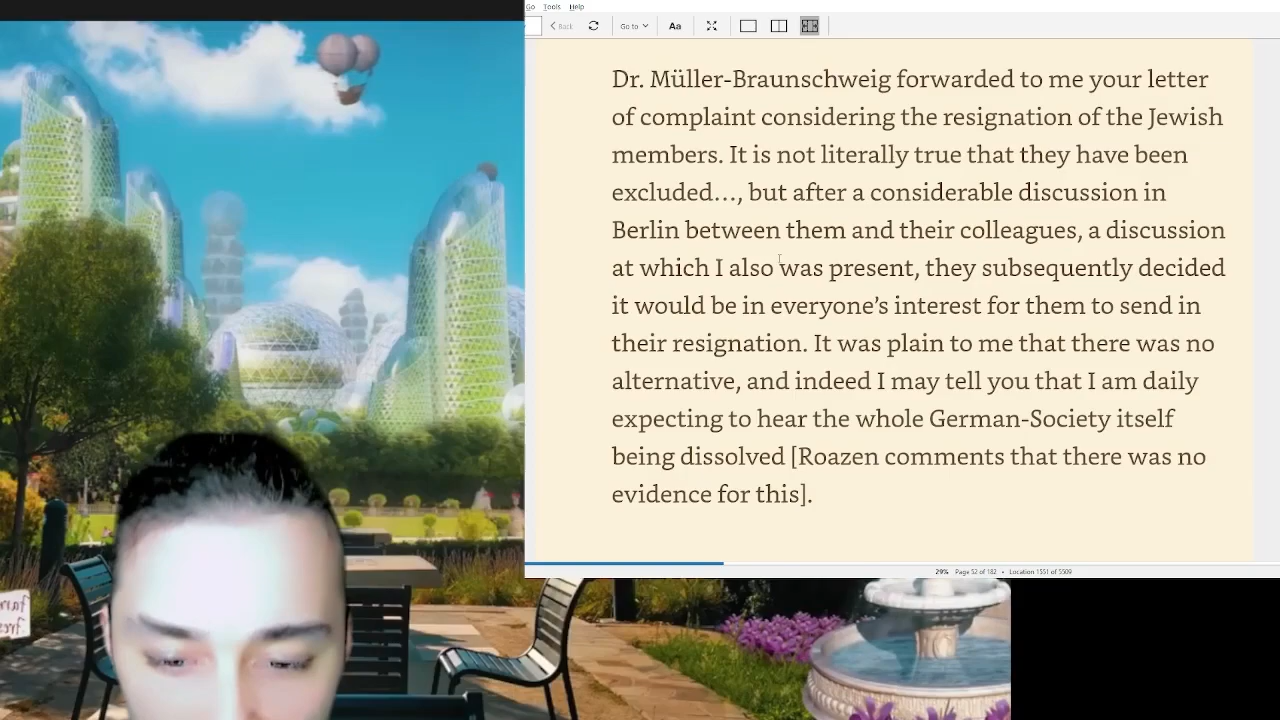 Go Tools Help
Back Go to Aa
Dr. Müller-Braunschweig forwarded to me your letter
of complaint considering the resignation of the Jewish
members. It is not literally true that they have been
excluded…, but after a considerable discussion in
Berlin between them and their colleagues, a discussion
at which I also was present, they subsequently decided
it would be in everyone’s interest for them to send in
their resignation. It was plain to me that there was no
alternative, and indeed I may tell you that I am daily
expecting to hear the whole German-Society itself
being dissolved [Roazen comments that there was no
evidence for this].
29% Page 52 of 182 • Location 1551 of 5509